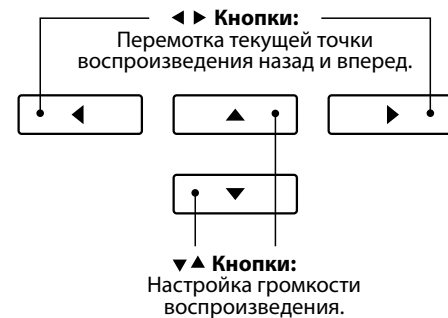 ◀ ▶ Кнопки:
Перемотка текущей точки
воспроизведения назад и вперед.
▼▲ Кнопки:
Настройка громкости
воспроизведения.